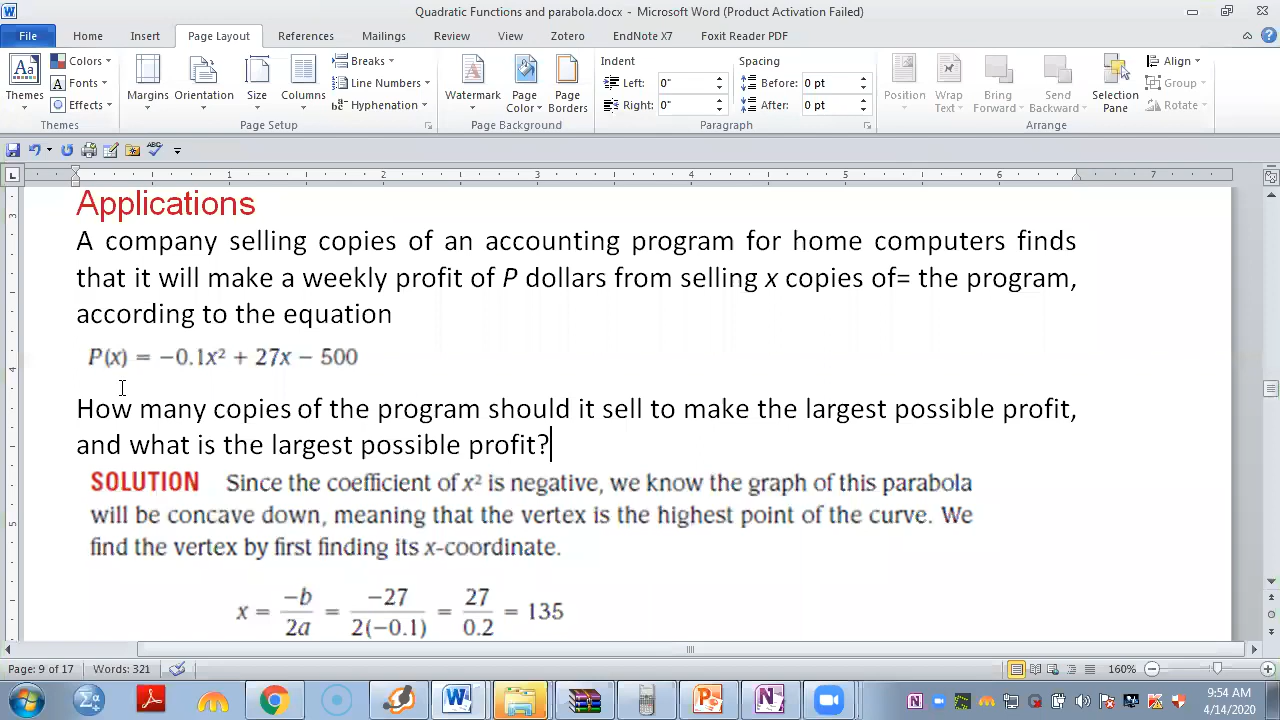 Quadratic Functions and parabola.docx - Microsoft Word (Product Activation Failed)
File Home Insert Page Layout References Mailings Review View Zotero EndNote X7 Foxit Reader PDF
Themes Colors Fonts Effects
Margins Orientation Size Columns Breaks Line Numbers Hyphenation
Watermark Page Color Page Borders
Indent Spacing
Left: 0" Before: 0 pt
Right: 0" After: 0 pt
Position Wrap Text Bring Forward Send Backward Selection Pane Align Group Rotate
Themes Page Setup Page Background Paragraph Arrange
1 2 3 4 5 6 7
Applications
A company selling copies of an accounting program for home computers finds
that it will make a weekly profit of P dollars from selling x copies of= the program,
according to the equation
P(x) = −0.1x² + 27x − 500
How many copies of the program should it sell to make the largest possible profit,
and what is the largest possible profit?
SOLUTION Since the coefficient of x² is negative, we know the graph of this parabola
will be concave down, meaning that the vertex is the highest point of the curve. We
find the vertex by first finding its x-coordinate.
x = −b/2a = −27/2(−0.1) = 27/0.2 = 135
Page: 9 of 17 Words: 321 160%
9:54 AM
4/14/2020